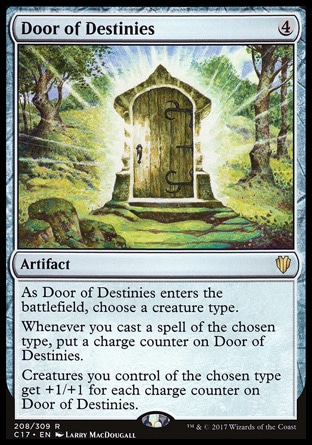 Door of Destinies 4
Artifact
As Door of Destinies enters the
battlefield, choose a creature type.
Whenever you cast a spell of the chosen
type, put a charge counter on Door of
Destinies.
Creatures you control of the chosen type
get +1/+1 for each charge counter on
Door of Destinies.
208/309 R
C17 • EN Larry MacDougall ™ & © 2017 Wizards of the Coast